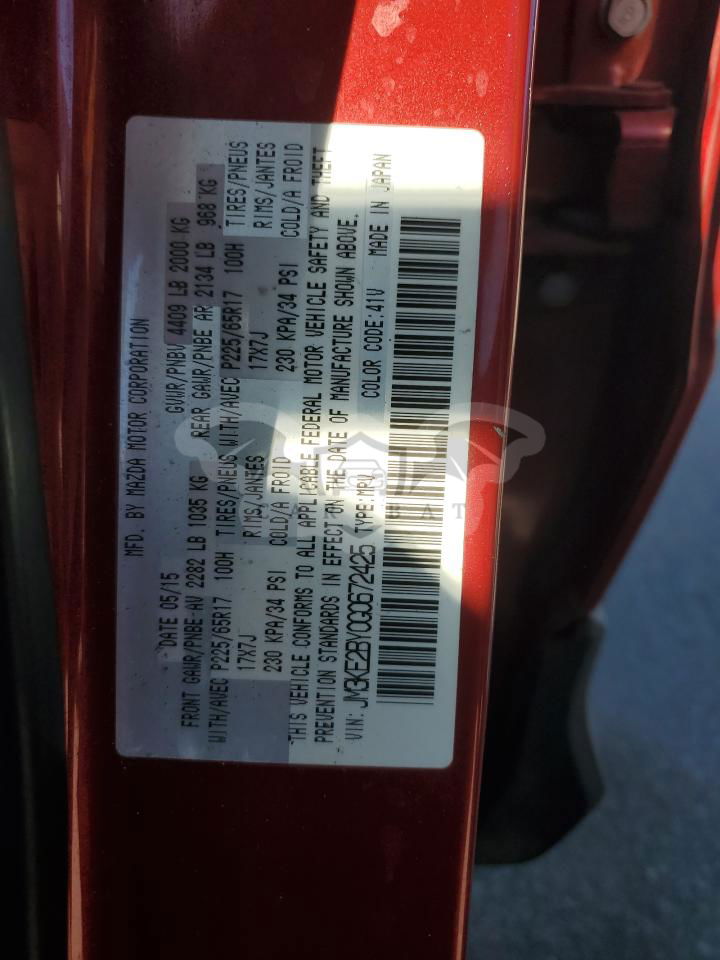 MFD. BY MAZDA MOTOR CORPORATION
DATE 05/15 GVWR/PNBV 4409 LB 2000 KG
FRONT GAWR/PNBE AV 2282 LB 1035 KG REAR GAWR/PNBE AR 2134 LB 968 KG
WITH/AVEC P225/65R17 100H TIRES/PNEUS WITH/AVEC P225/65R17 100H TIRES/PNEUS
17X7J RIMS/JANTES 17X7J RIMS/JANTES
230 KPA/34 PSI COLD/A FROID 230 KPA/34 PSI COLD/A FROID
THIS VEHICLE CONFORMS TO ALL APPLICABLE FEDERAL MOTOR VEHICLE SAFETY AND THEFT
PREVENTION STANDARDS IN EFFECT ON THE DATE OF MANUFACTURE SHOWN ABOVE.
VIN: JM3KE2BY0G0672425 TYPE:MPV COLOR CODE:41V MADE IN JAPAN